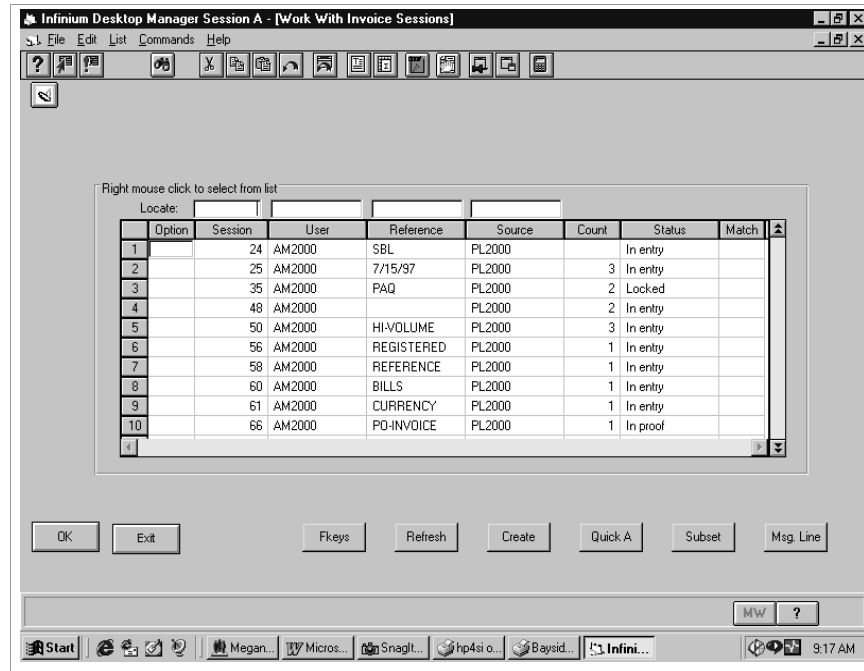 Infinium Desktop Manager Session A - [Work With Invoice Sessions]
File Edit List Commands Help
Right mouse click to select from list
Locate:
Option Session User Reference Source Count Status Match
1 24 AM2000 SBL PL2000 In entry
2 25 AM2000 7/15/97 PL2000 3 In entry
3 35 AM2000 PAQ PL2000 2 Locked
4 48 AM2000 PL2000 2 In entry
5 50 AM2000 HI-VOLUME PL2000 3 In entry
6 56 AM2000 REGISTERED PL2000 1 In entry
7 58 AM2000 REFERENCE PL2000 1 In entry
8 60 AM2000 BILLS PL2000 1 In entry
9 61 AM2000 CURRENCY PL2000 1 In entry
10 66 AM2000 PO-INVOICE PL2000 1 In proof
OK Exit Fkeys Refresh Create Quick A Subset Msg. Line
MW ?
Start Megan... Micros... SnagIt... hp4si o... Baysid... Infini... 9:17 AM